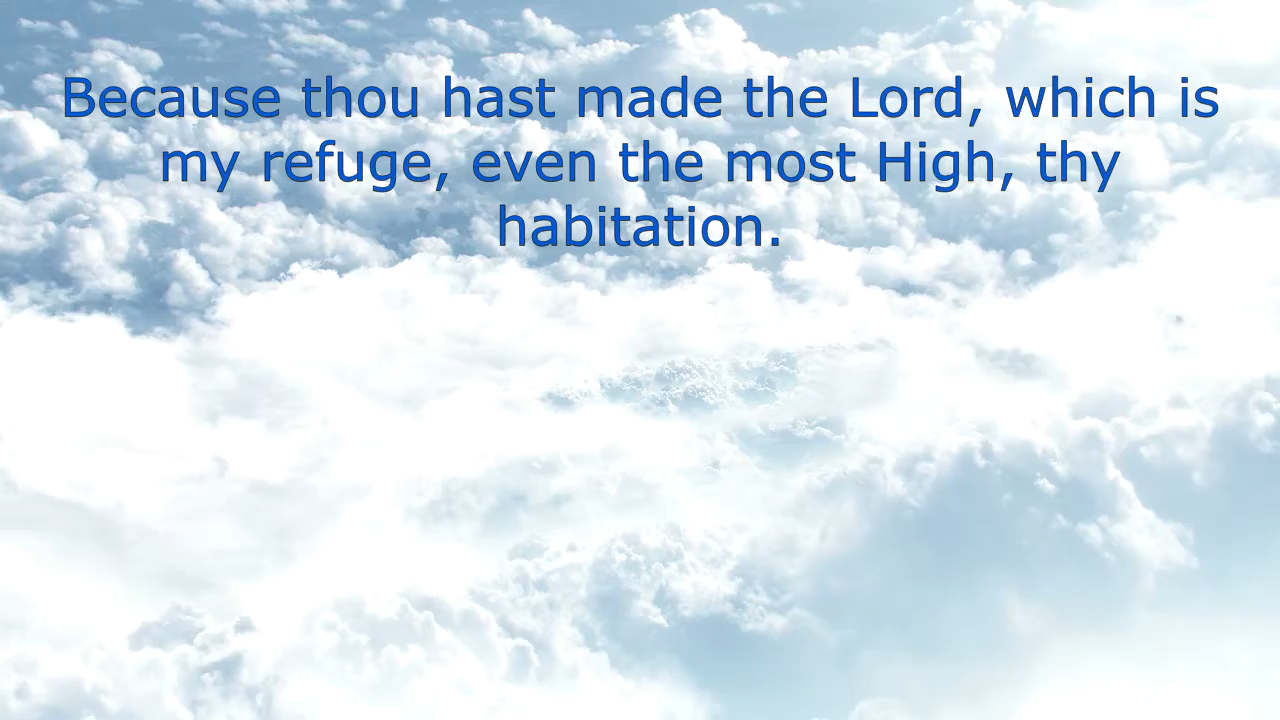 Because thou hast made the Lord, which is
my refuge, even the most High, thy
habitation.